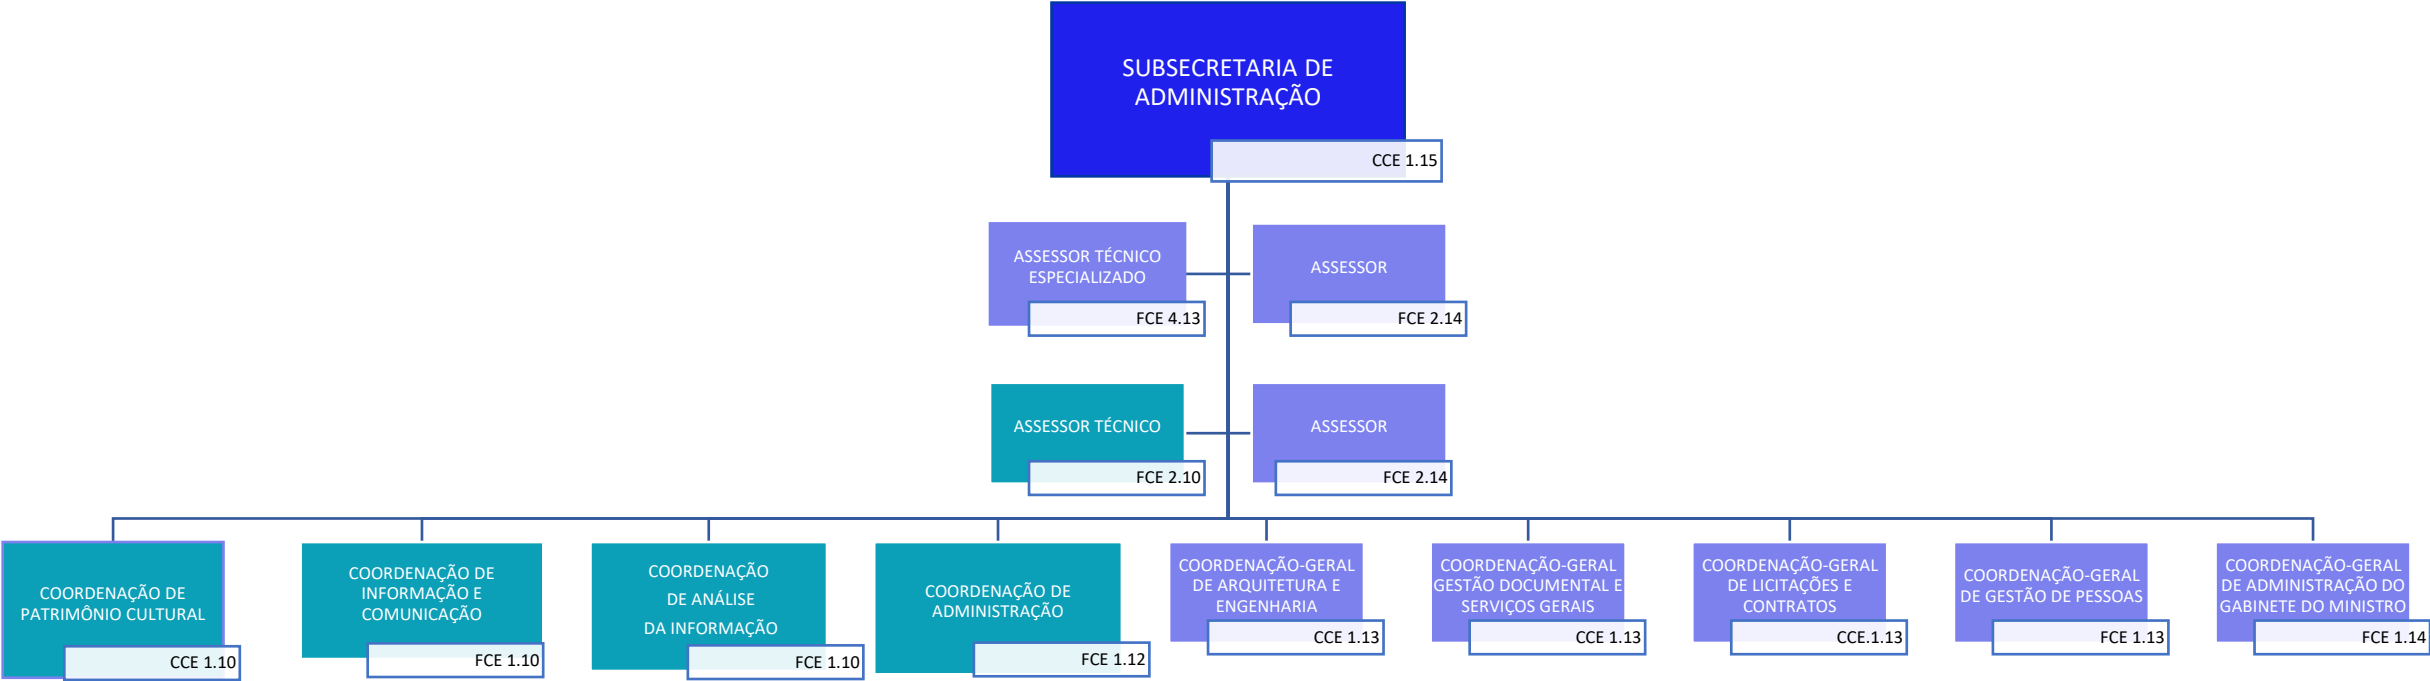 SUBSECRETARIA DE
ADMINISTRAÇÃO
CCE 1.15
ASSESSOR TÉCNICO
ESPECIALIZADO
FCE 4.13
ASSESSOR
FCE 2.14
ASSESSOR TÉCNICO
FCE 2.10
ASSESSOR
FCE 2.14
COORDENAÇÃO DE
PATRIMÔNIO CULTURAL
CCE 1.10
COORDENAÇÃO DE
INFORMAÇÃO E
COMUNICAÇÃO
FCE 1.10
COORDENAÇÃO
DE ANÁLISE
DA INFORMAÇÃO
FCE 1.10
COORDENAÇÃO DE
ADMINISTRAÇÃO
FCE 1.12
COORDENAÇÃO-GERAL
DE ARQUITETURA E
ENGENHARIA
CCE 1.13
COORDENAÇÃO-GERAL
GESTÃO DOCUMENTAL E
SERVIÇOS GERAIS
CCE 1.13
COORDENAÇÃO-GERAL
DE LICITAÇÕES E
CONTRATOS
CCE.1.13
COORDENAÇÃO-GERAL
DE GESTÃO DE PESSOAS
FCE 1.13
COORDENAÇÃO-GERAL
DE ADMINISTRAÇÃO DO
GABINETE DO MINISTRO
FCE 1.14